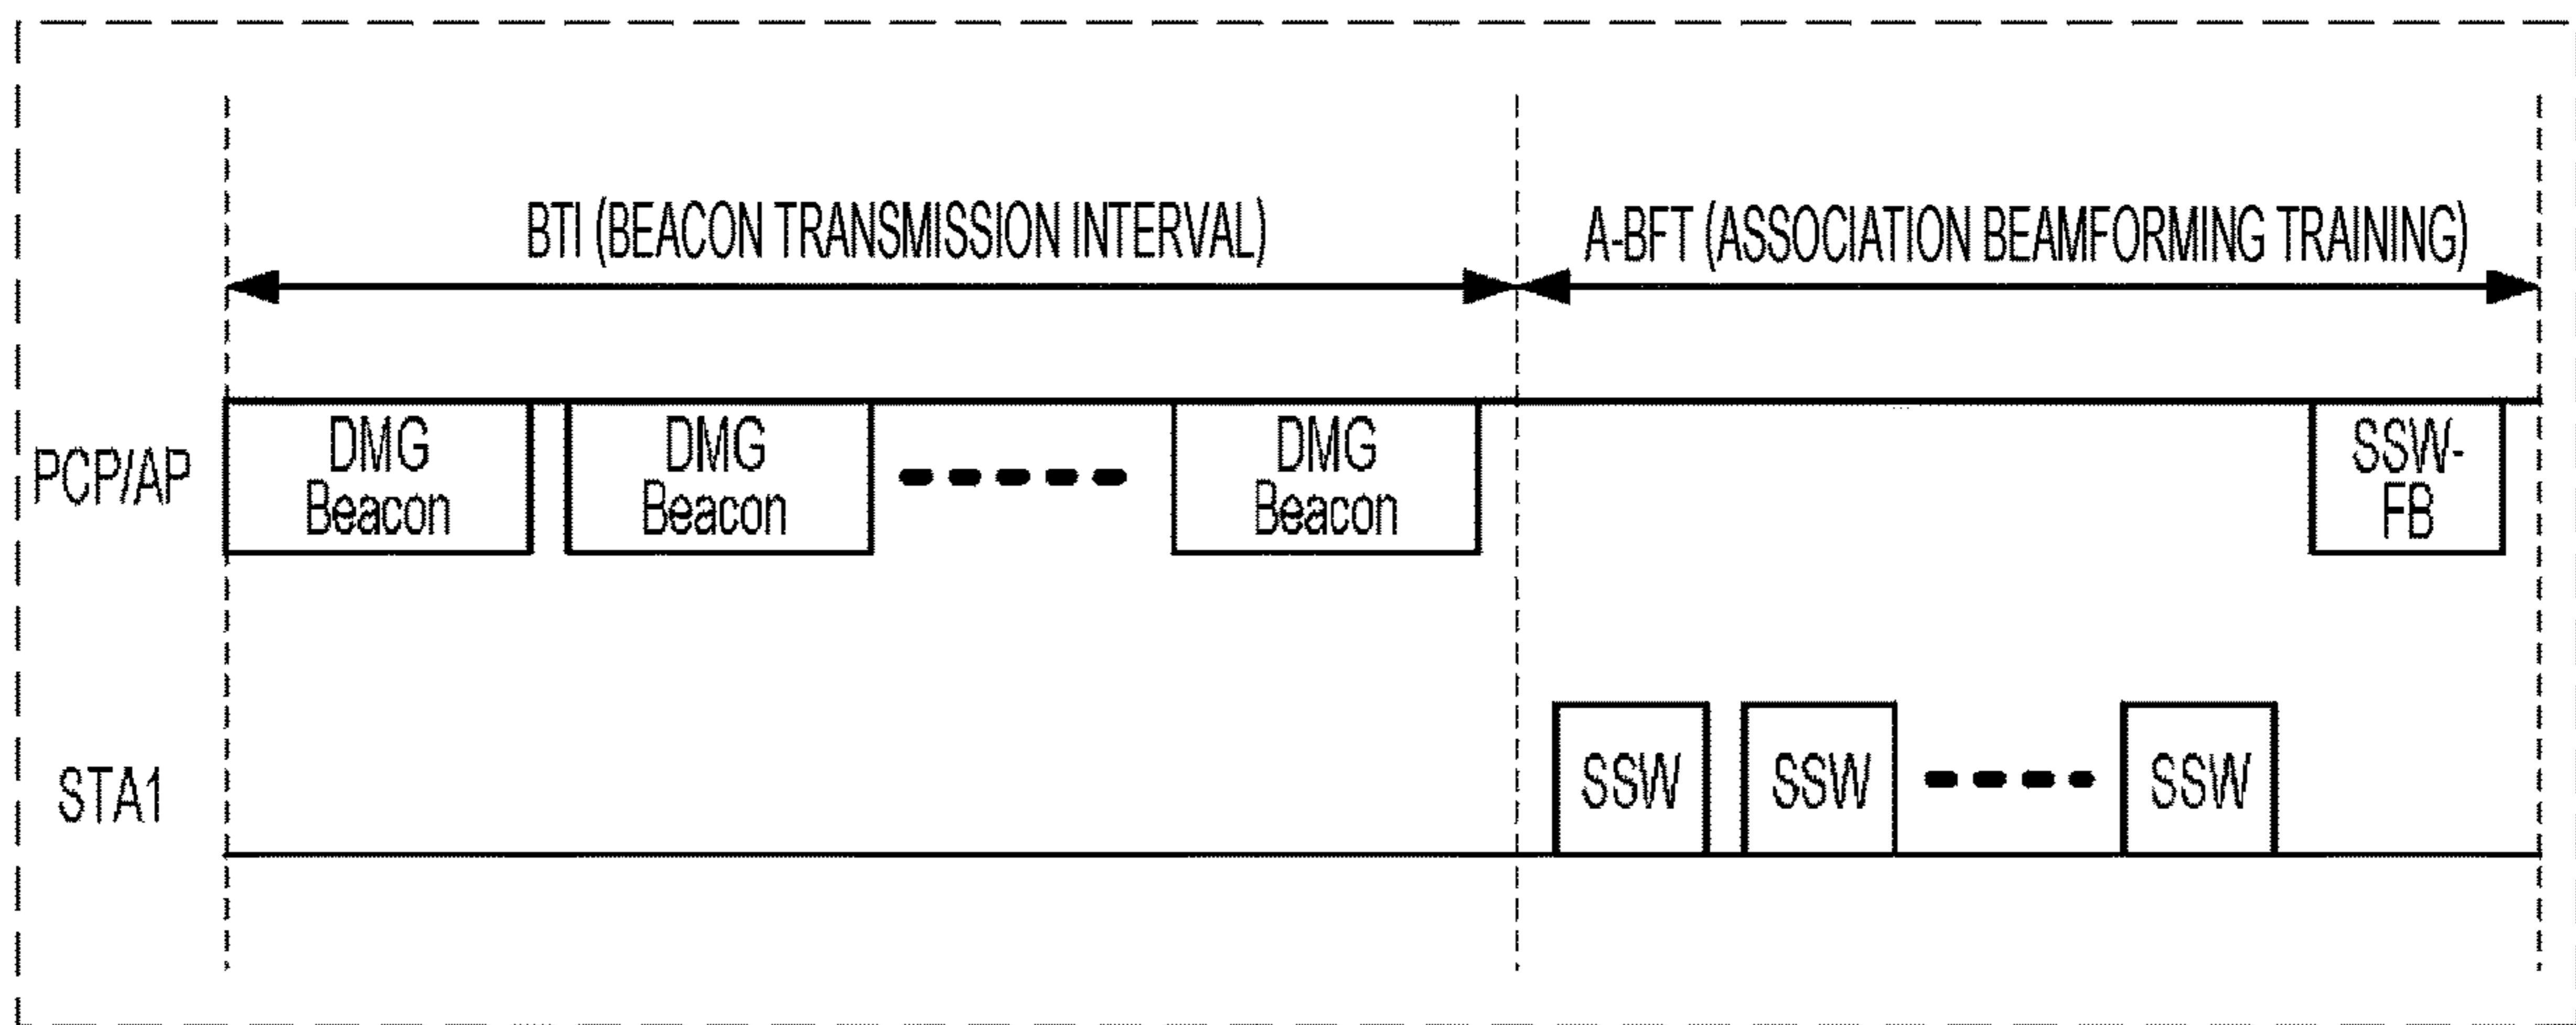 BTI (BEACON TRANSMISSION INTERVAL)
A-BFT (ASSOCIATION BEAMFORMING TRAINING)
PCP/AP
DMG
Beacon
DMG
Beacon
DMG
Beacon
SSW-
FB
STA1
SSW
SSW
SSW